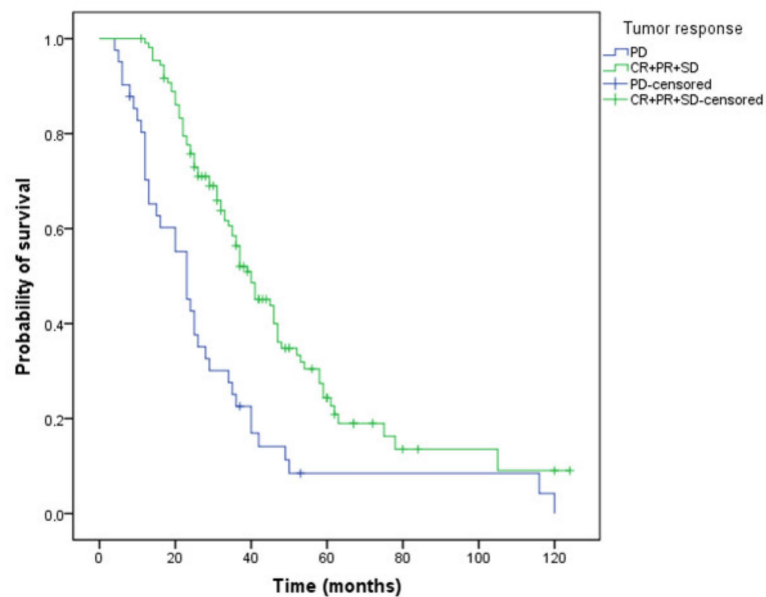 Tumor response
PD
CR+PR+SD
PD-censored
CR+PR+SD-censored
Probability of survival
1.0
0.8
0.6
0.4
0.2
0.0
0 20 40 60 80 100 120
Time (months)